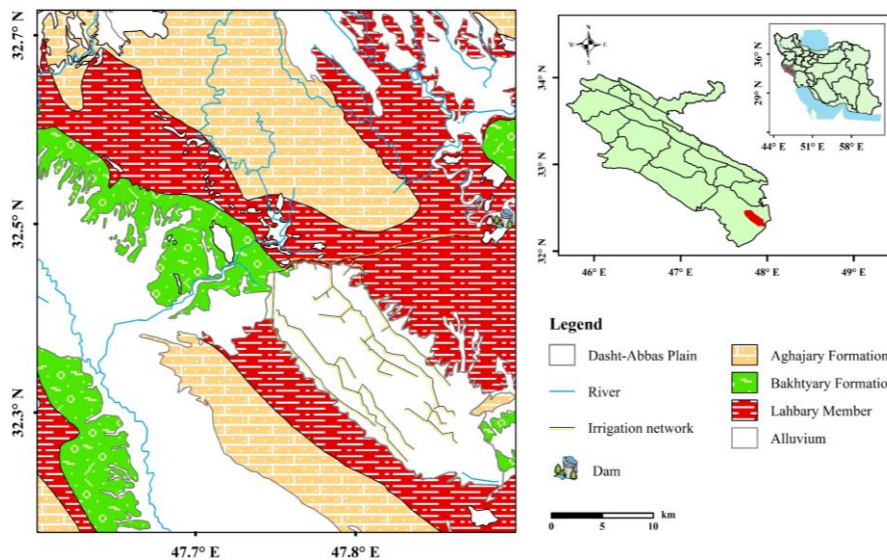 32.7° N
32.5° N
32.3° N
47.7° E
47.8° E
N
W
E
S
34° N
33° N
32° N
46° E
47° E
48° E
49° E
36° N
29° N
44° E
51° E
58° E
Legend
Dasht-Abbas Plain
River
Irrigation network
Dam
Aghajary Formation
Bakhtyary Formation
Lahbary Member
Alluvium
0
5
10
km